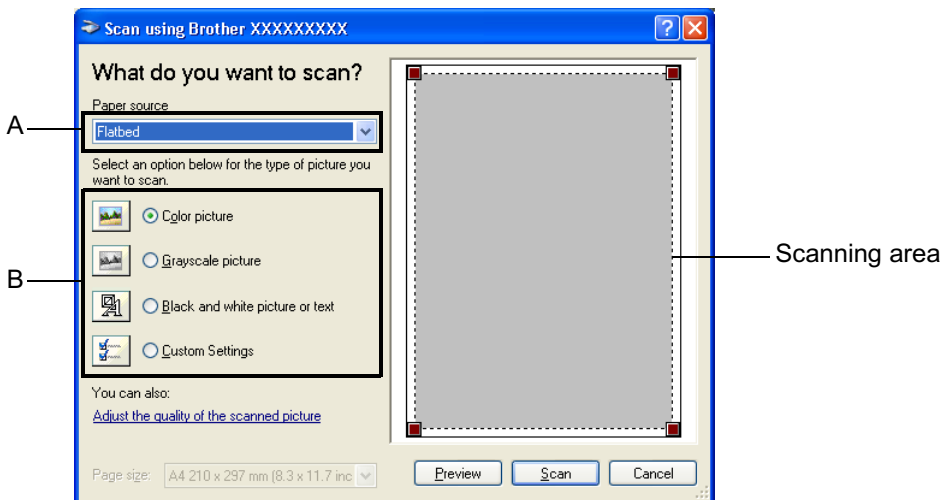 Scan using Brother XXXXXXXXX
What do you want to scan?
Paper source
A
Flatbed
Select an option below for the type of picture you
want to scan.
B
Color picture
Grayscale picture
Black and white picture or text
Custom Settings
You can also:
Adjust the quality of the scanned picture
Page size: A4 210 x 297 mm (8.3 x 11.7 inc
Preview Scan Cancel
Scanning area